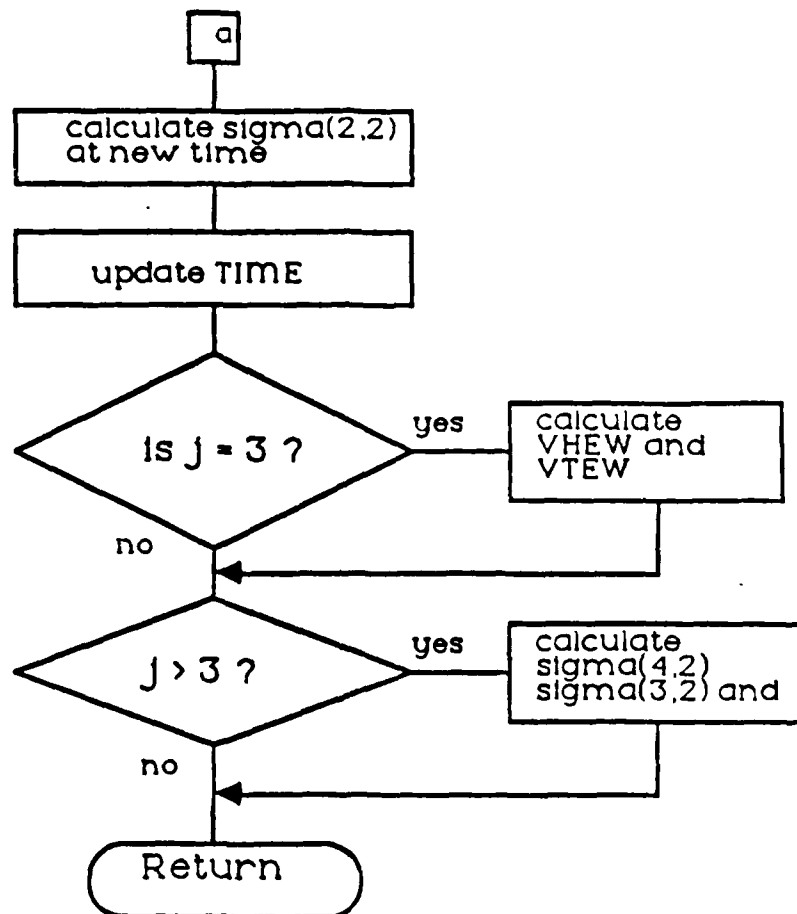 a
calculate sigma(2,2)
at new time
update TIME
is j = 3 ?
yes
calculate
VHEW and
VTEW
no
j > 3 ?
yes
calculate
sigma(4,2)
sigma(3,2) and
no
Return